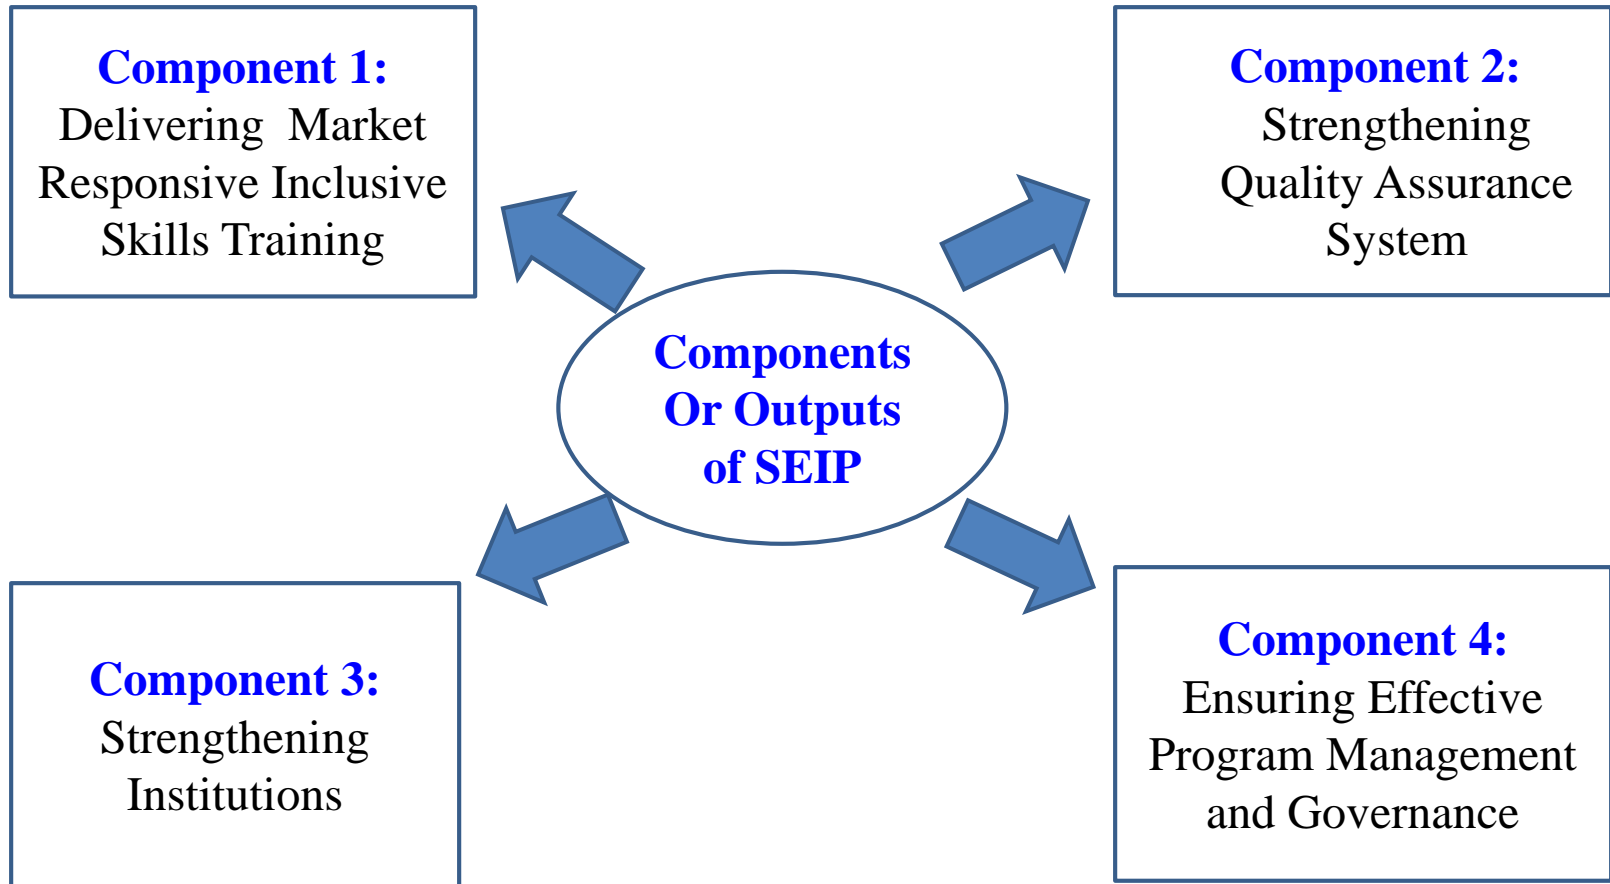 Component 1:
Delivering Market
Responsive Inclusive
Skills Training
Component 2:
Strengthening
Quality Assurance
System
Components
Or Outputs
of SEIP
Component 3:
Strengthening
Institutions
Component 4:
Ensuring Effective
Program Management
and Governance